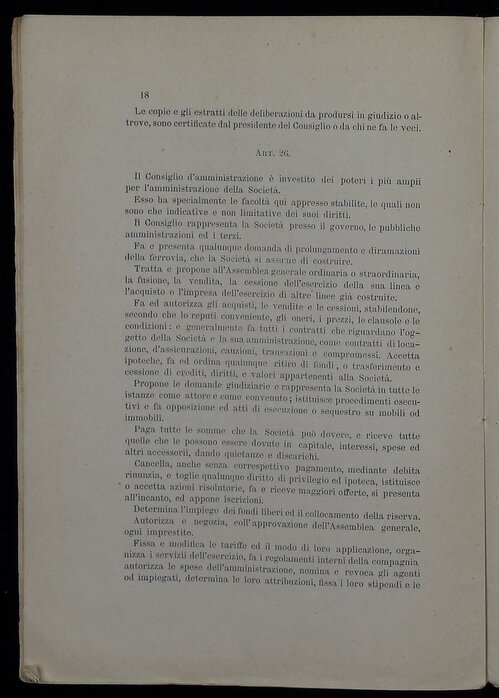 18
Le copie e gli estratti delle deliberazioni da prodursi in giudizio o al-
trove, sono certificate dal presidente del Consiglio o da chi ne fa le veci.
ART. 26.
Il Consiglio d'amministrazione è investito dei poteri i più ampii
per l'amministrazione della Società.
Esso ha specialmente le facoltà qui appresso stabilite, le quali non
sono che indicative e non limitative dei suoi diritti.
Il Consiglio rappresenta la Società presso il governo, le pubbliche
amministrazioni ed i terzi.
Fa e presenta qualunque domanda di prolungamento e diramazioni
della ferrovia, che la Società si assume di costruire.
Tratta e propone all'Assemblea generale ordinaria o straordinaria,
la fusione, la vendita, la cessione dell'esercizio della sua linea e
l'acquisto o l'impresa dell'esercizio di altre linee già costruite.
Fa ed autorizza gli acquisti, le vendite e le cessioni, stabilendone,
secondo che lo reputi conveniente, gli oneri, i prezzi, le clausole e le
condizioni: e generalmente fa tutti i contratti che riguardano l'og-
getto della Società e la sua amministrazione, come contratti di loca-
zione, d'assicurazioni, cauzioni, transazioni e compromessi. Accetta
ipoteche, fa ed ordina qualunque ritiro di fondi, o trasferimento e
cessione di crediti, diritti, e valori appartenenti alla Società.
Propone le domande giudiziarie e rappresenta la Società in tutte le
istanze come attore e come convenuto; istituisce procedimenti esecu-
tivi e fa opposizione ed atti di esecuzione o sequestro su mobili od
immobili.
Paga tutte le somme che la Società può dovere, e riceve tutte
quelle che le possono essere dovute in capitale, interessi, spese ed
altri accessorii, dando quietanze e discarichi.
Cancella, anche senza correspettivo pagamento, mediante debita
rinunzia, e toglie qualunque diritto di privilegio ed ipoteca, istituisce
o accetta azioni risolutorie, fa e riceve maggiori offerte, si presenta
all'incanto, ed appone iscrizioni.
Determina l'impiego dei fondi liberi ed il collocamento della riserva.
Autorizza e negozia, coll'approvazione dell'Assemblea generale,
ogni imprestito.
Fissa e modifica le tariffe ed il modo di loro applicazione, orga-
nizza i servizii dell'esercizio, fa i regolamenti interni della compagnia
autorizza le spese dell'amministrazione, nomina e revoca gli agenti
od impiegati, determina le loro attribuzioni, fissa i loro stipendi e le